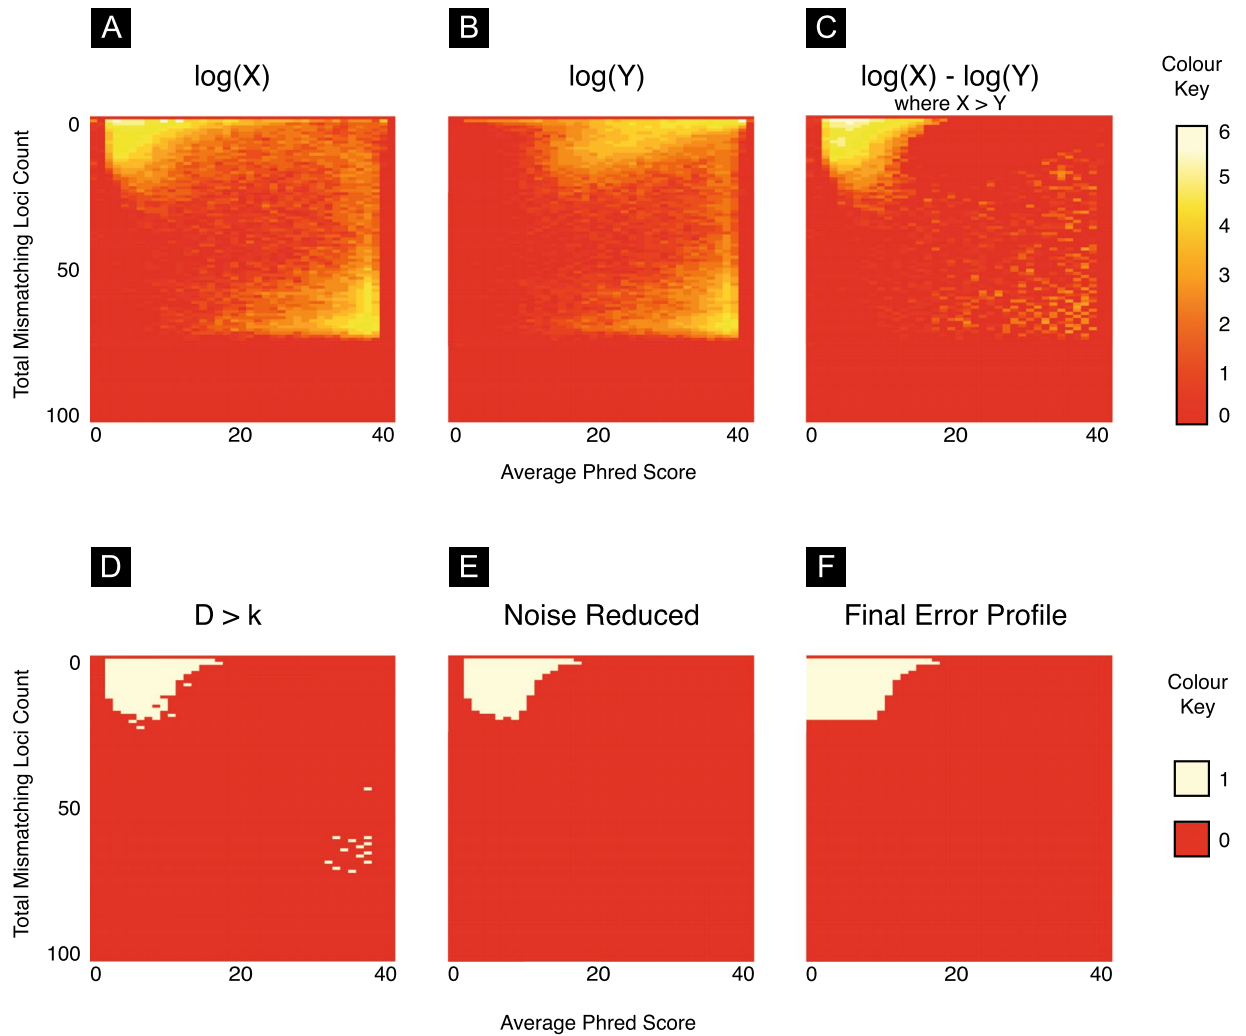 A
B
C
log(X)
log(Y)
log(X) - log(Y)
where X > Y
Colour
Key
Total Mismatching Loci Count
0
50
100
0 20 40
0 20 40
0 20 40
6
5
4
3
2
1
0
Average Phred Score
D
E
F
D > k
Noise Reduced
Final Error Profile
Colour
Key
Total Mismatching Loci Count
0
50
100
0 20 40
0 20 40
0 20 40
1
0
Average Phred Score